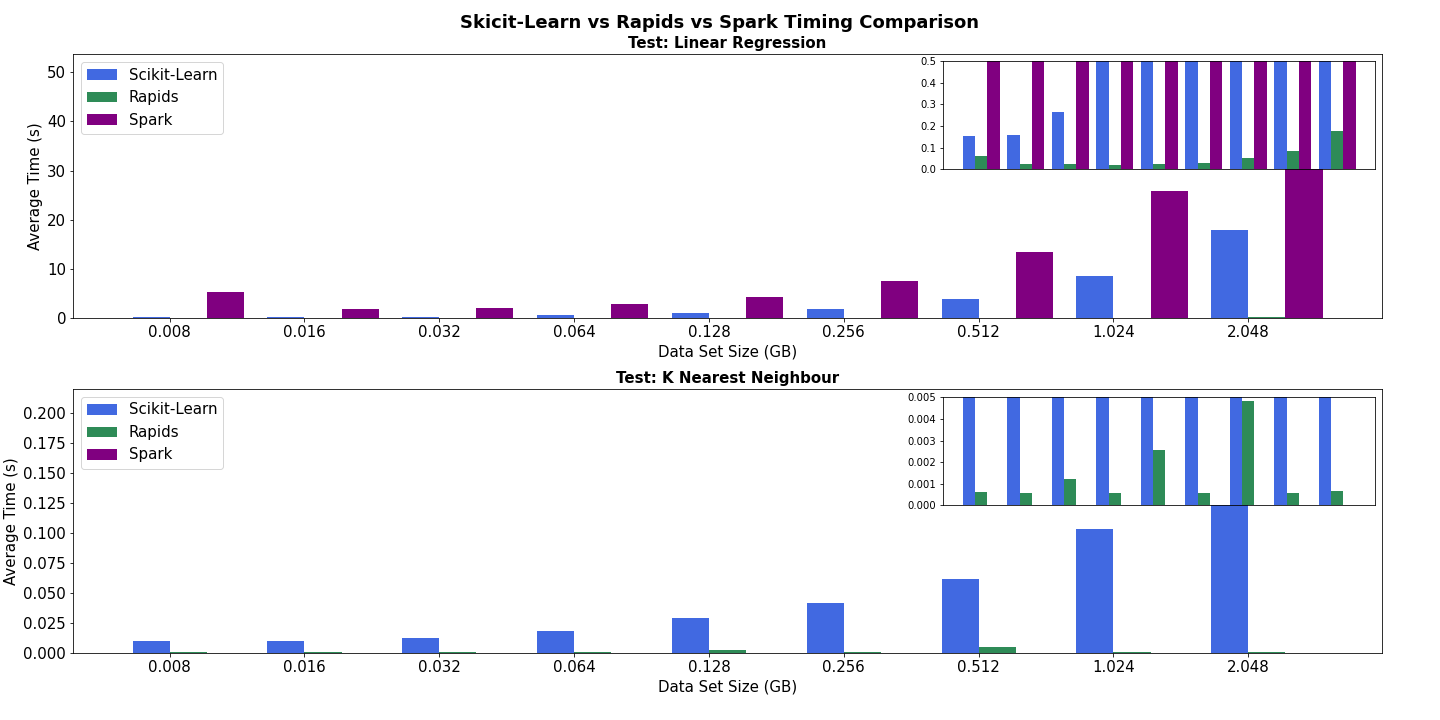 Skicit-Learn vs Rapids vs Spark Timing Comparison
Test: Linear Regression
50
40
30
20
10
0
Average Time (s)
Scikit-Learn
Rapids
Spark
0.5
0.4
0.3
0.2
0.1
0.0
0.008 0.016 0.032 0.064 0.128 0.256 0.512 1.024 2.048
Data Set Size (GB)
Test: K Nearest Neighbour
0.200
0.175
0.150
0.125
0.100
0.075
0.050
0.025
0.000
Average Time (s)
Scikit-Learn
Rapids
Spark
0.005
0.004
0.003
0.002
0.001
0.000
0.008 0.016 0.032 0.064 0.128 0.256 0.512 1.024 2.048
Data Set Size (GB)